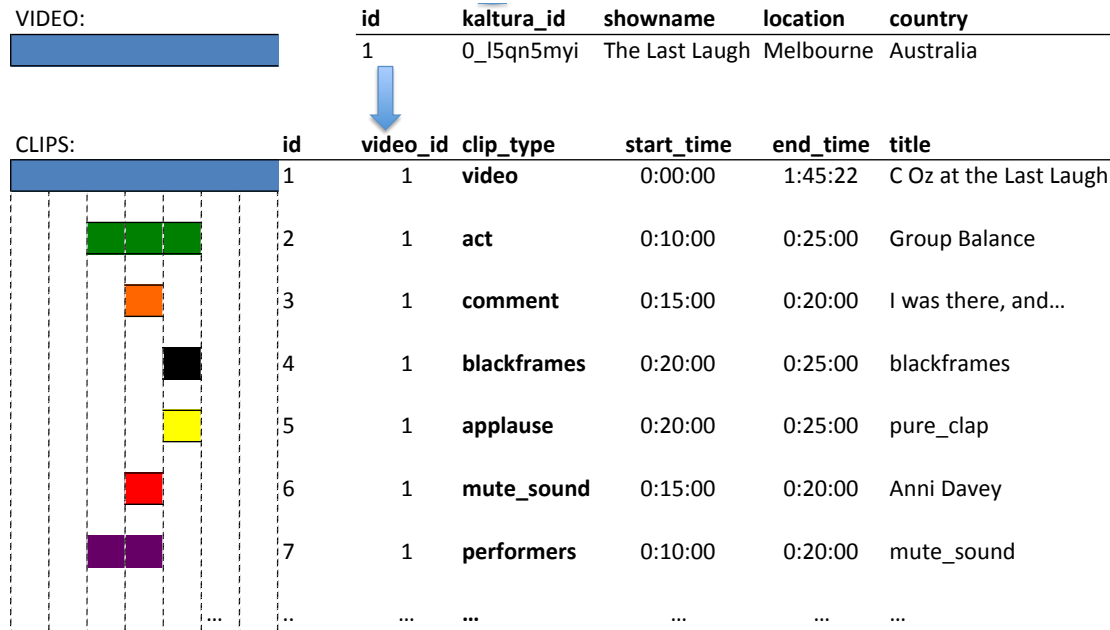 VIDEO: id kaltura_id showname location country
1 0_l5qn5myi The Last Laugh Melbourne Australia
CLIPS: id video_id clip_type start_time end_time title
1 1 video 0:00:00 1:45:22 C Oz at the Last Laugh
2 1 act 0:10:00 0:25:00 Group Balance
3 1 comment 0:15:00 0:20:00 I was there, and…
4 1 blackframes 0:20:00 0:25:00 blackframes
5 1 applause 0:20:00 0:25:00 pure_clap
6 1 mute_sound 0:15:00 0:20:00 Anni Davey
7 1 performers 0:10:00 0:20:00 mute_sound
… .. … … … … …